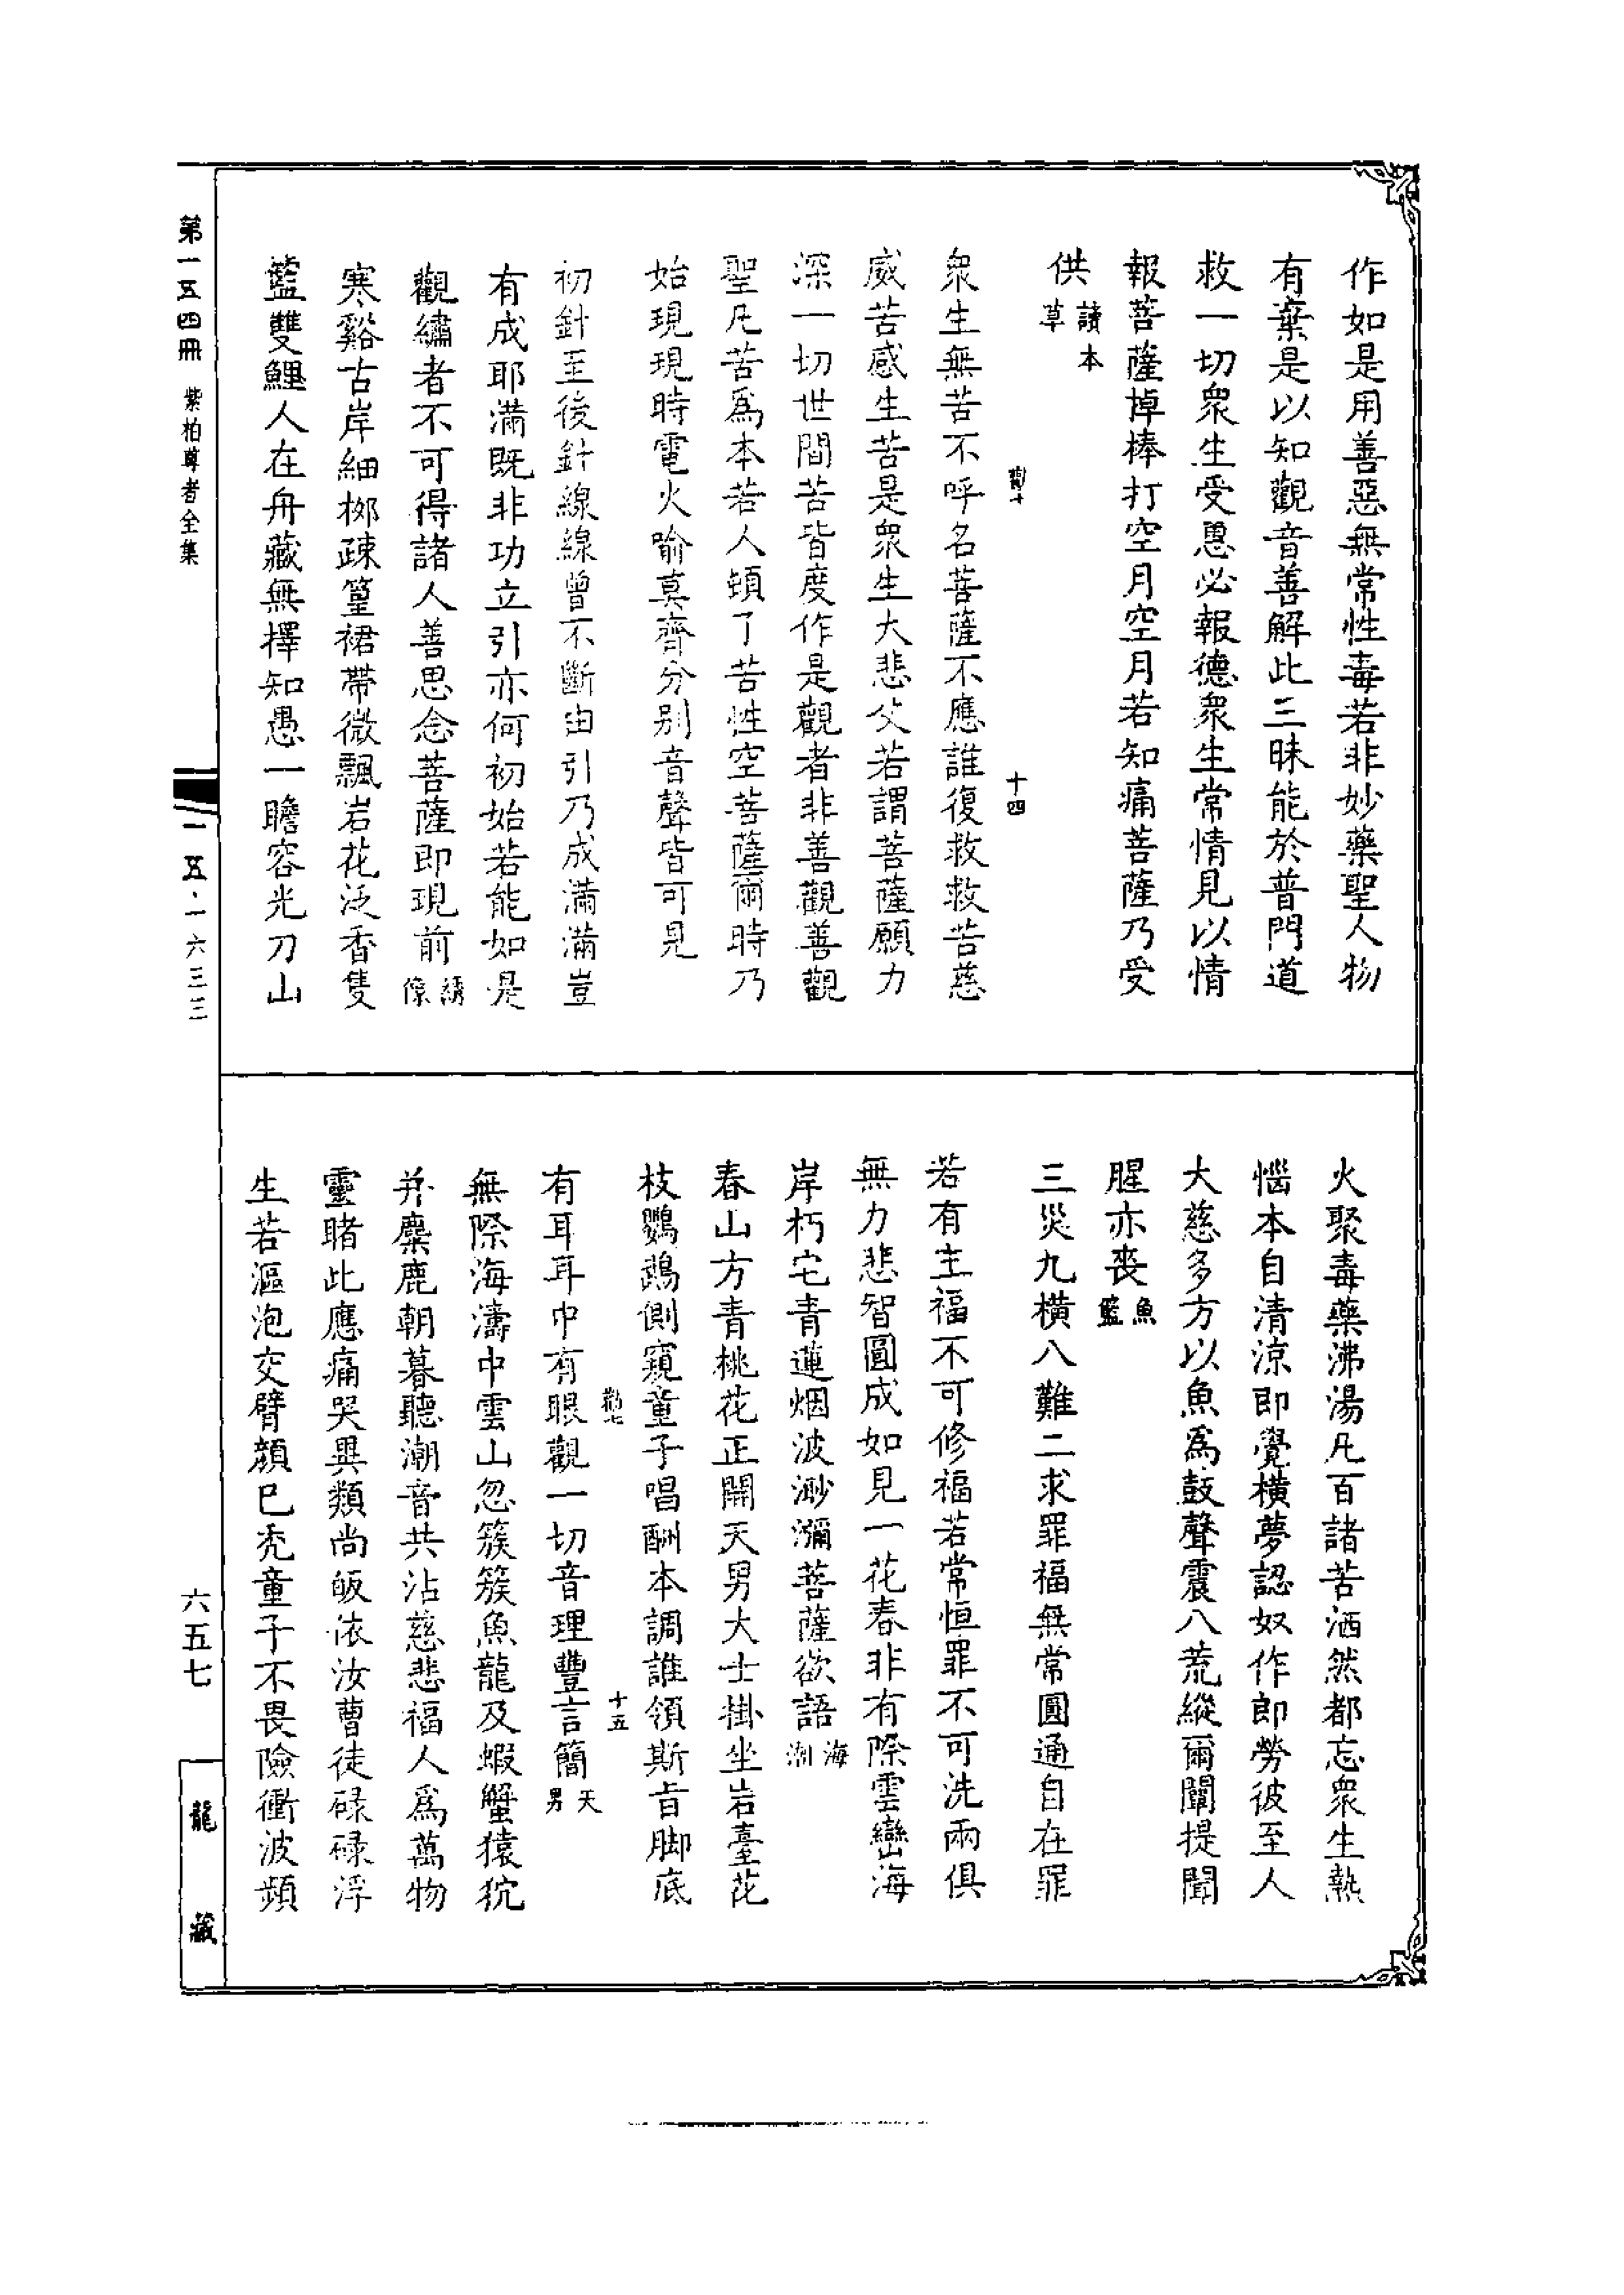 作如是用善惡無常性毒若非妙藥聖人物
有棄是以知觀音善解此三昧能於普門道
救一切衆生受恩必報德衆生常情見以情
報菩薩掉棒打空月空月若知痛菩薩乃受
供讀本草
十四
衆生無苦不呼名菩薩不應誰復救救苦慈
威苦感生苦是衆生大悲父若謂菩薩願力
深一切世間苦皆度作是觀者非善觀善觀
聖凡苦爲本若人頓了苦性空菩薩爾時乃
始現現時電火喻莫齊分別音聲皆可見
初針至後針線線曾不斷由引乃成滿滿豈
有成耶滿既非功立引亦何初始若能如是
觀繡者不可得諸人善思念菩薩即現前繡像
寒谿古岸細柳疎篁裙帶微飄岩花泛香隻
籃雙鯉人在舟藏無擇知愚一瞻容光刀山
火聚毒藥沸湯凡百諸苦洒然都忘衆生熱
惱本自清涼即覺橫夢認奴作郎勞彼至人
大慈多方以魚爲鼓聲震八荒縱爾聞提聞
腥亦喪魚籃
三災九橫八難二求罪福無常圓通自在罪
若有主福不可修福若常恒罪不可洗兩俱
無力悲智圓成如見一花春非有際雲巒海
岸朽宅青蓮烟波渺瀰菩薩欲語海潮
春山方青桃花正開天男大士掛坐岩臺花
枝鸚鵡側窺童子唱酬本調誰領斯旨脚底
十五
有耳耳中有眼觀一切音理豐言簡天男
無際海濤中雲山忽簇簇魚龍及蝦蟹猿狖
并麋鹿朝暮聽潮音共沾慈悲福人爲萬物
靈睹此應痛哭異類尚皈依汝曹徒碌碌浮
生若漚泡交臂顏已禿童子不畏險衝波頻
第一五四冊 紫柏尊者全集
一五·一六三三
六五七
龍藏